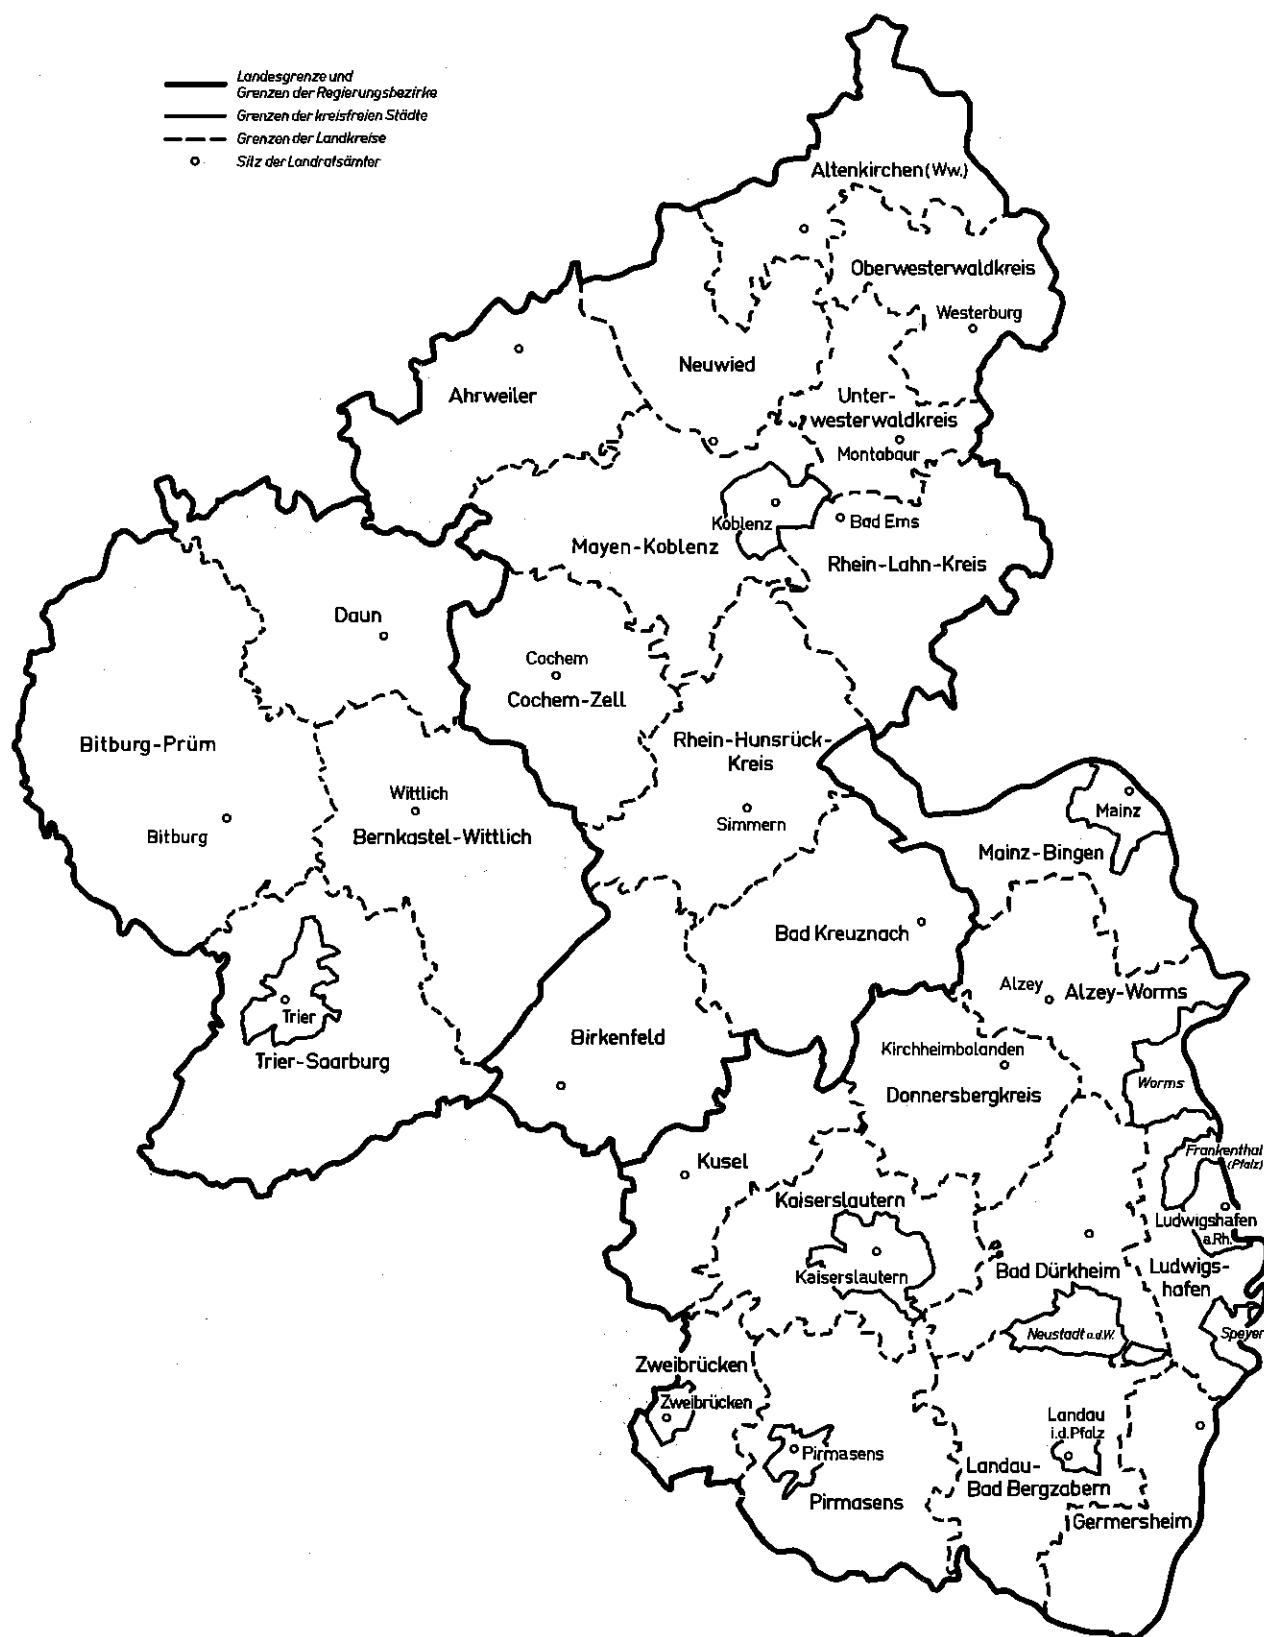 Landesgrenze und
Grenzen der Regierungsbezirke
Grenzen der kreisfreien Städte
Grenzen der Landkreise
Sitz der Landratsämter
Altenkirchen (Ww.)
Oberwesterwaldkreis
Westerburg
Neuwied
Ahrweiler
Unter-
westerwaldkreis
Montabaur
Koblenz
Bad Ems
Mayen-Koblenz
Rhein-Lahn-Kreis
Daun
Cochem
Cochem-Zell
Bitburg-Prüm
Rhein-Hunsrück-
Kreis
Wittlich
Bernkastel-Wittlich
Bitburg
Simmern
Mainz
Mainz-Bingen
Bad Kreuznach
Alzey
Alzey-Worms
Trier
Trier-Saarburg
Birkenfeld
Kirchheimbolanden
Donnersbergkreis
Worms
Frankenthal
(Pfalz)
Kusel
Kaiserslautern
Ludwigshafen
a.Rh.
Kaiserslautern
Bad Dürkheim
Ludwigs-
hafen
Neustadt a.d.W.
Speyer
Zweibrücken
Zweibrücken
Landau
i.d.Pfalz
Pirmasens
Pirmasens
Landau-
Bad Bergzabern
Germersheim